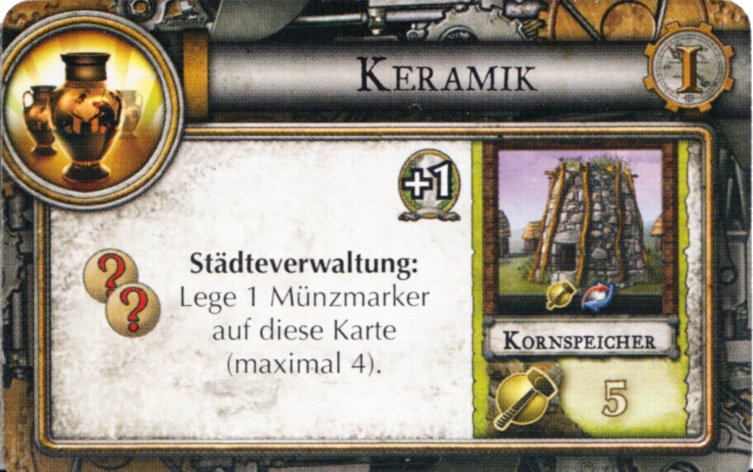 KERAMIK
I
+1
Städteverwaltung:
Lege 1 Münzmarker
auf diese Karte
(maximal 4).
?
?
KORNSPEICHER
5